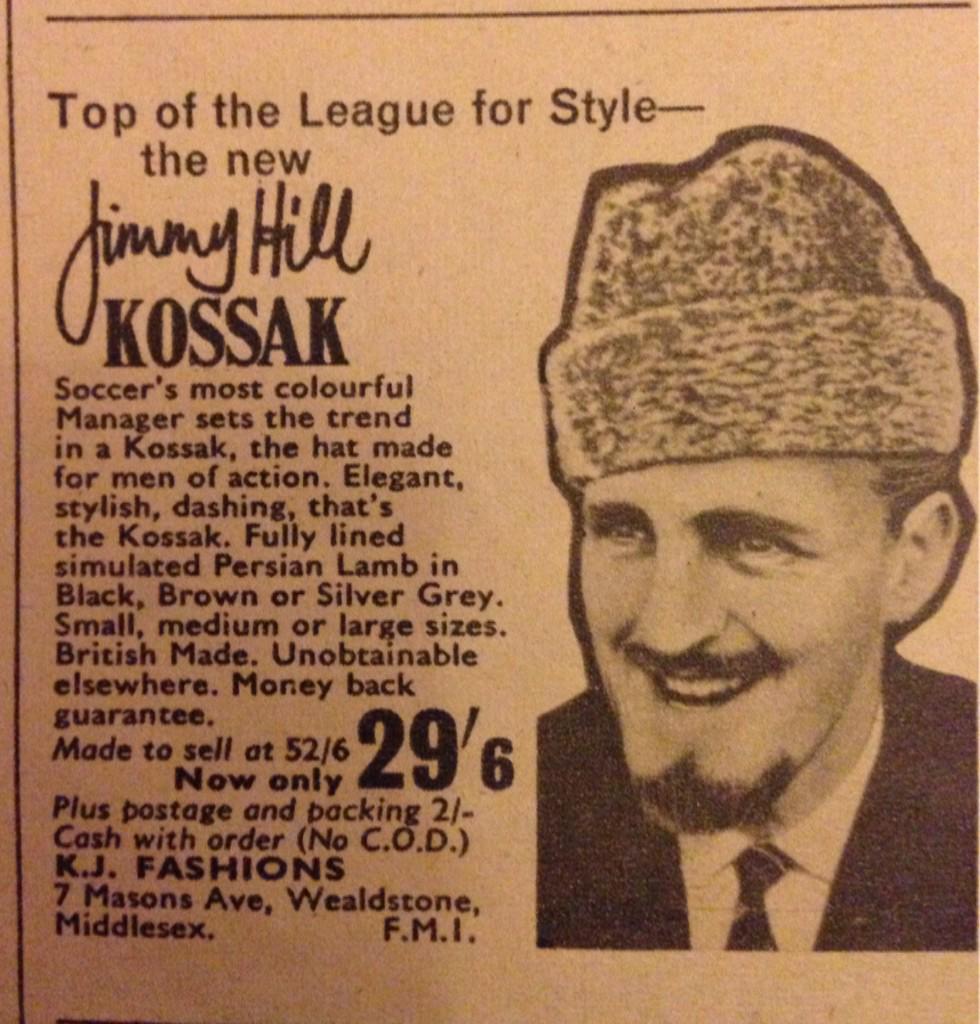 Top of the League for Style—
the new
Jimmy Hill
KOSSAK
Soccer's most colourful
Manager sets the trend
in a Kossak, the hat made
for men of action. Elegant,
stylish, dashing, that's
the Kossak. Fully lined
simulated Persian Lamb in
Black, Brown or Silver Grey.
Small, medium or large sizes.
British Made. Unobtainable
elsewhere. Money back
guarantee.
Made to sell at 52/6
Now only 29/6
Plus postage and packing 2/-
Cash with order (No C.O.D.)
K.J. FASHIONS
7 Masons Ave, Wealdstone,
Middlesex. F.M.I.